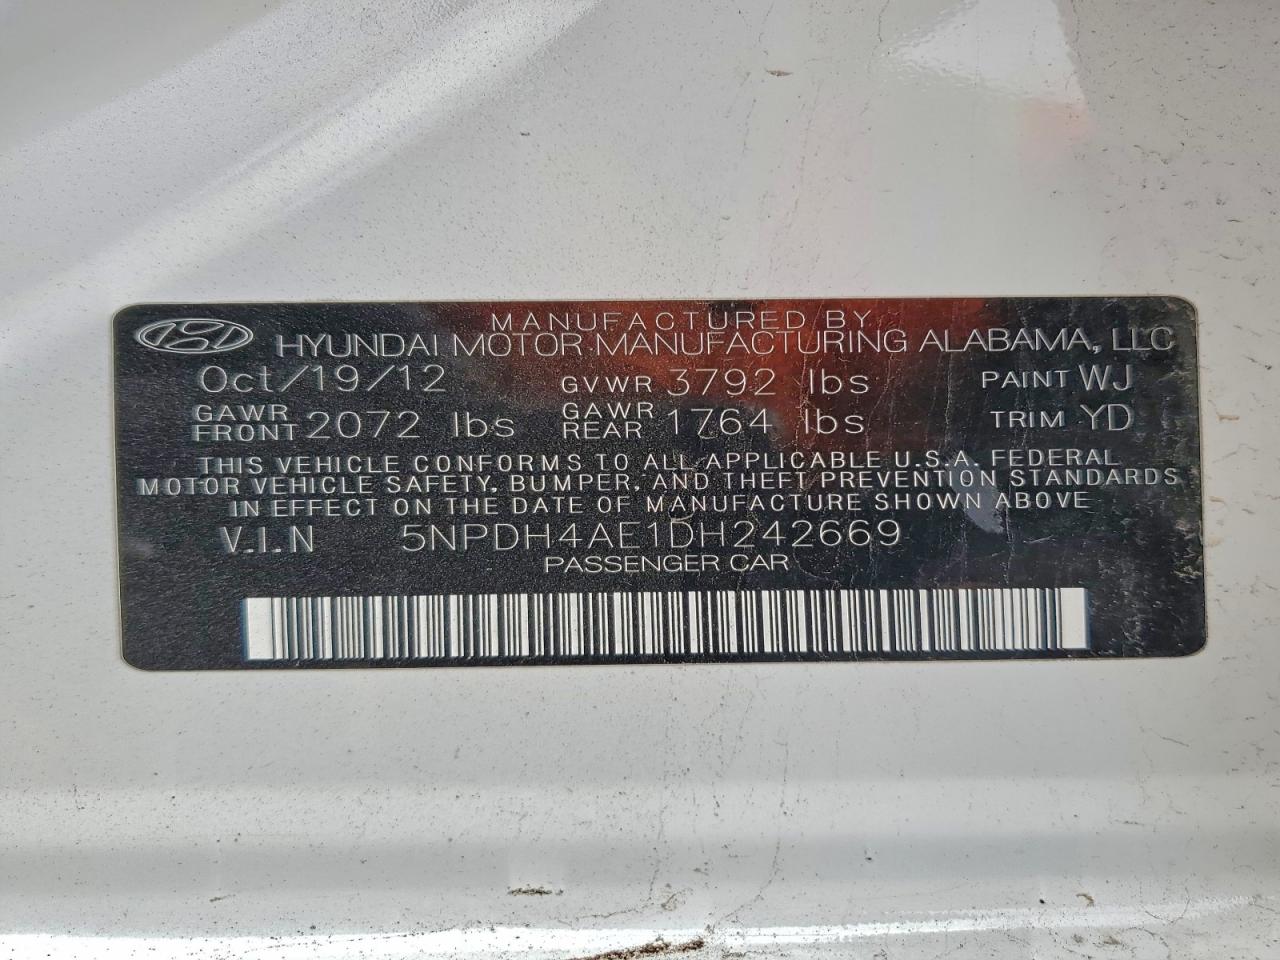 MANUFACTURED BY
HYUNDAI MOTOR MANUFACTURING ALABAMA, LLC
Oct/19/12 GVWR 3792 lbs PAINT WJ
GAWR FRONT 2072 lbs GAWR REAR 1764 lbs TRIM YD
THIS VEHICLE CONFORMS TO ALL APPLICABLE U.S.A. FEDERAL
MOTOR VEHICLE SAFETY, BUMPER, AND THEFT PREVENTION STANDARDS
IN EFFECT ON THE DATE OF MANUFACTURE SHOWN ABOVE
V.I.N 5NPDH4AE1DH242669
PASSENGER CAR